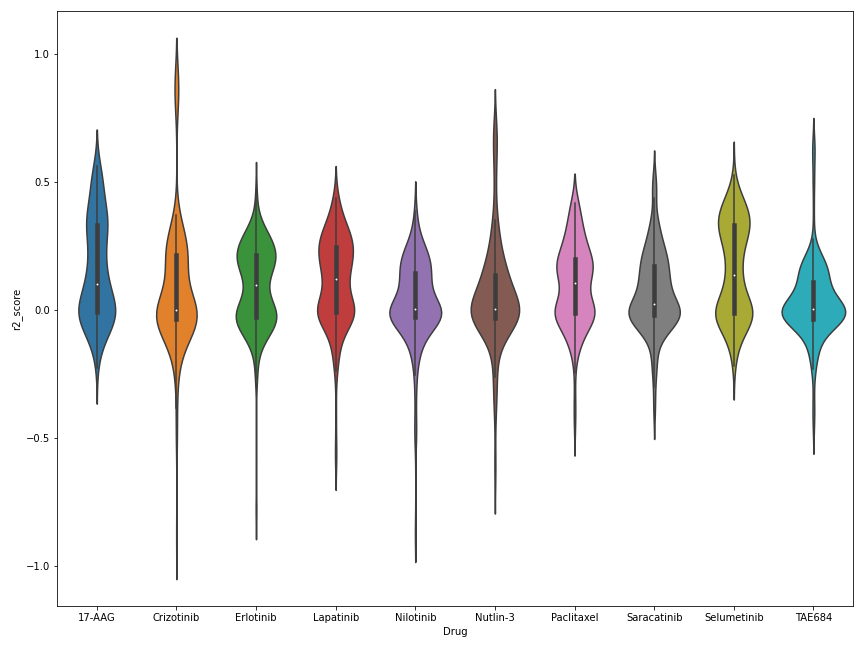 1.0
0.5
0.0
−0.5
−1.0
r2_score
17-AAG Crizotinib Erlotinib Lapatinib Nilotinib Nutlin-3 Paclitaxel Saracatinib Selumetinib TAE684
Drug